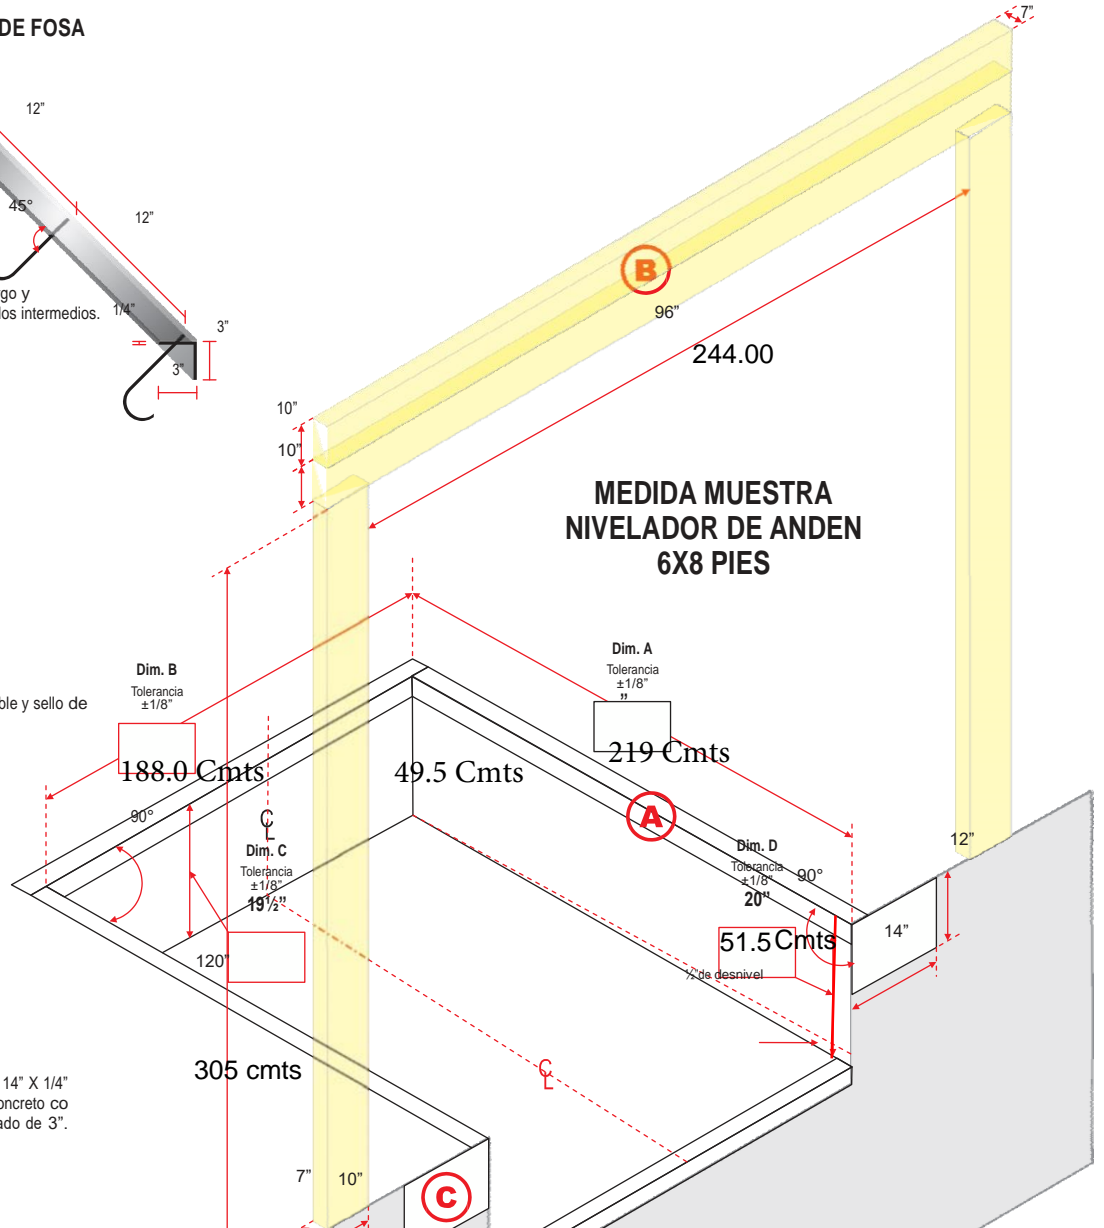 DE FOSA
7"
12"
45°
12"
rgo y
los intermedios.
1/4"
3"
3"
B
96"
244.00
10"
10"
MEDIDA MUESTRA
NIVELADOR DE ANDEN
6X8 PIES
Dim. B
Tolerancia
±1/8"
Dim. A
Tolerancia
±1/8"
"
ble y sello de
188.0 Cmts
49.5 Cmts
219 Cmts
90°
A
CL
Dim. C
Tolerancia
±1/8"
19½"
Dim. D
Tolerancia
±1/8"
20"
90°
12"
14"
51.5 Cmts
½"de desnivel
120"
305 cmts
CL
14" X 1/4"
oncreto co
ado de 3".
7"
10"
C